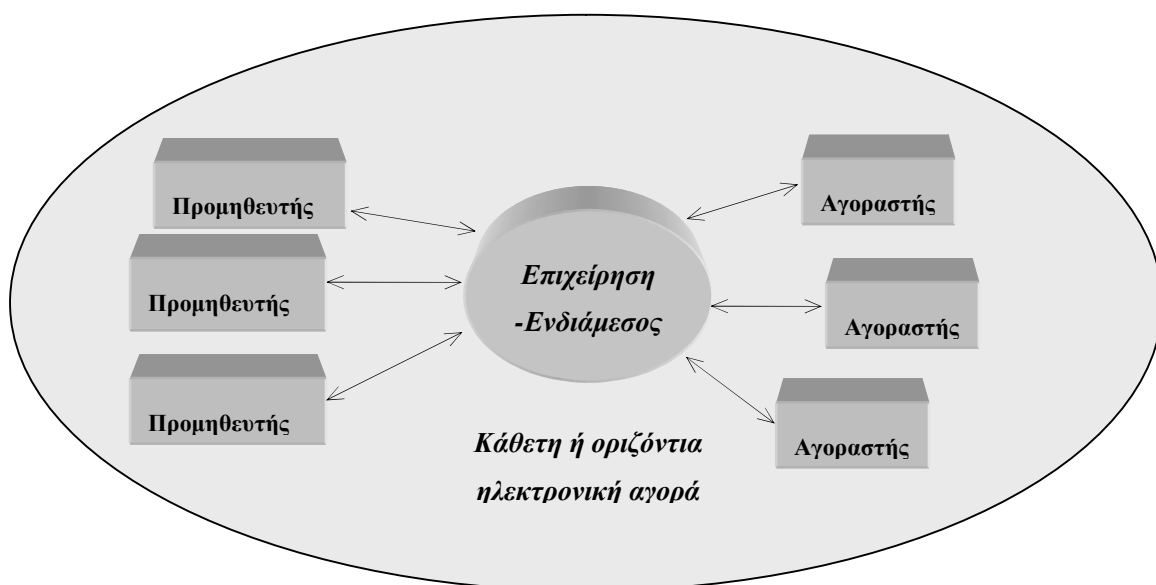 Προμηθευτής
Προμηθευτής
Προμηθευτής
Επιχείρηση
-Ενδιάμεσος
Αγοραστής
Αγοραστής
Αγοραστής
Κάθετη ή οριζόντια
ηλεκτρονική αγορά